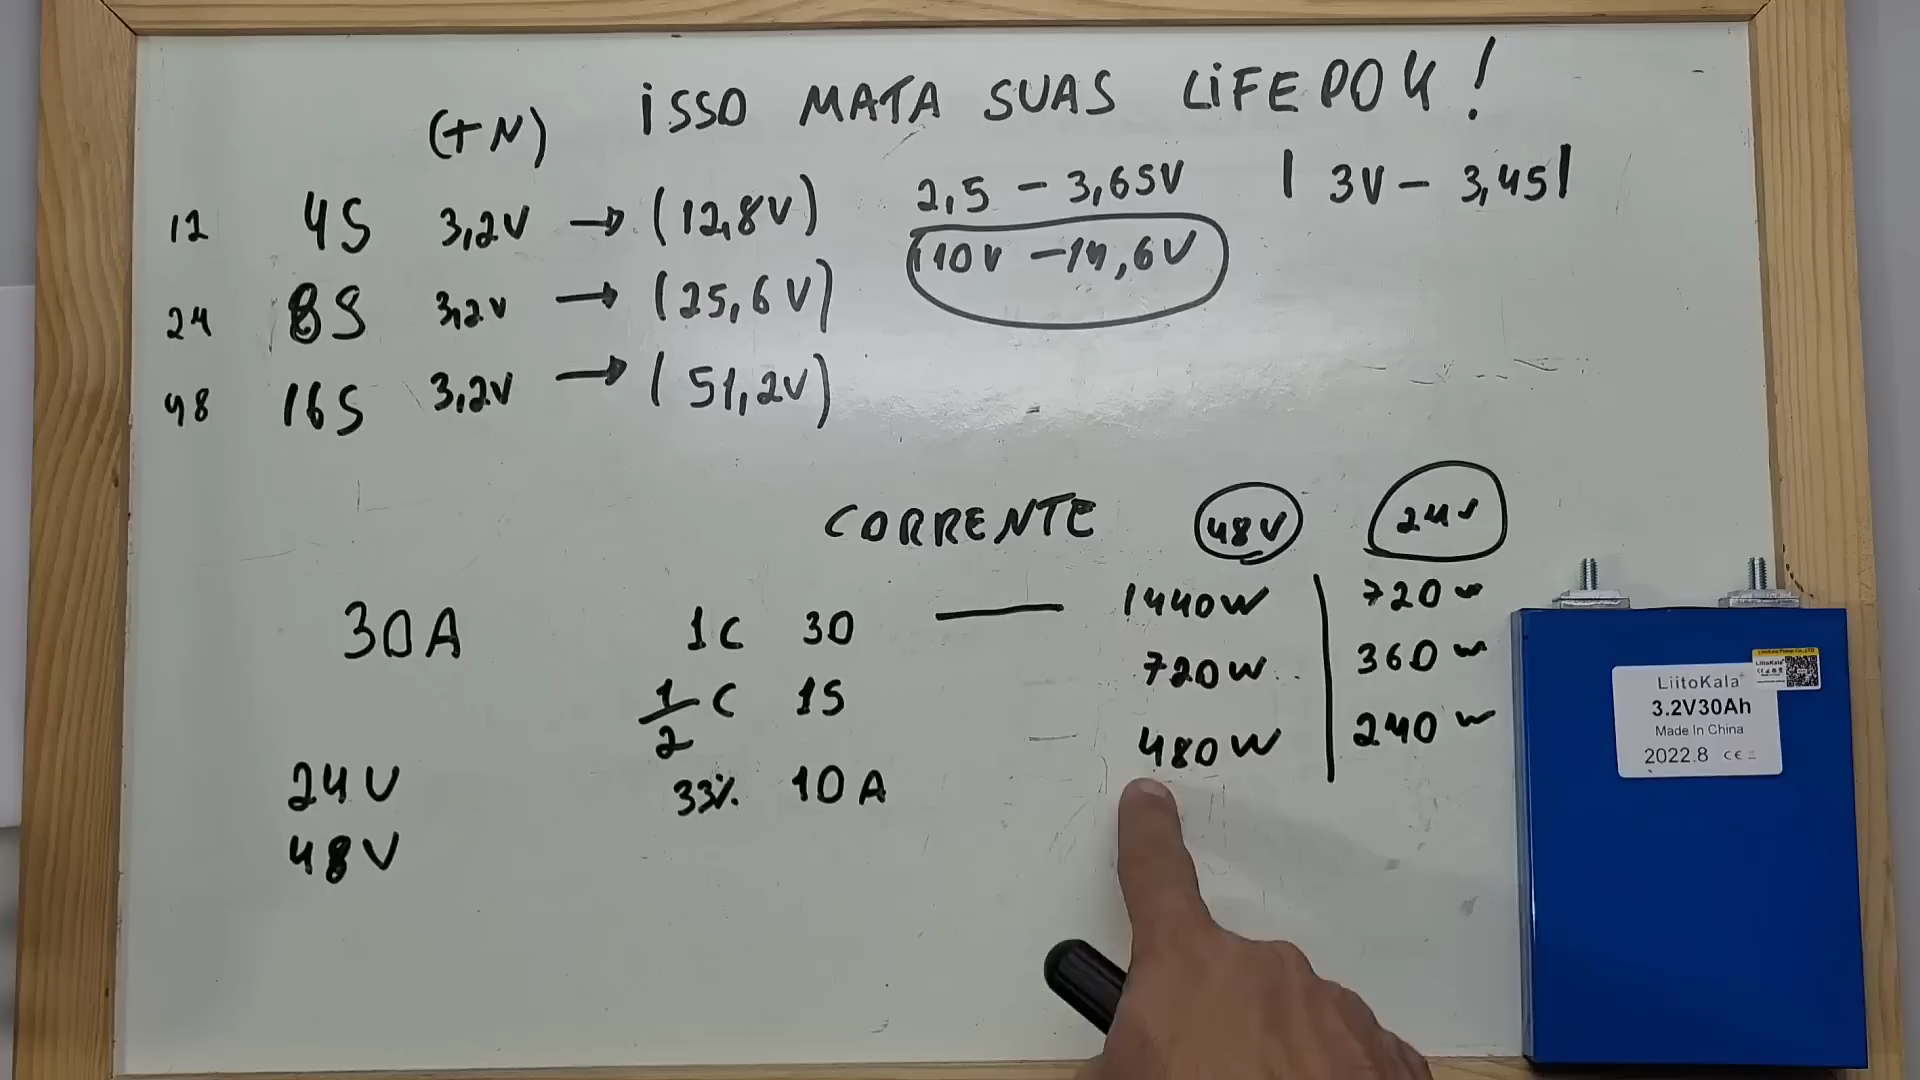 ISSO MATA SUAS LIFEPO4!
(TN)
12 4S 3,2V → (12,8V) 2,5 - 3,65V | 3V - 3,45|
24 8S 3,2V → (25,6V) 10V - 14,6V
48 16S 3,2V → (51,2V)
CORRENTE 48V 24V
30A 1C 30 — 1440W | 720W
1/2 C 15 720W | 360W
33% 10A 480W | 240W
24V
48V
LiitoKala
3.2V30Ah
Made In China
2022.8 CE
LiitoKala